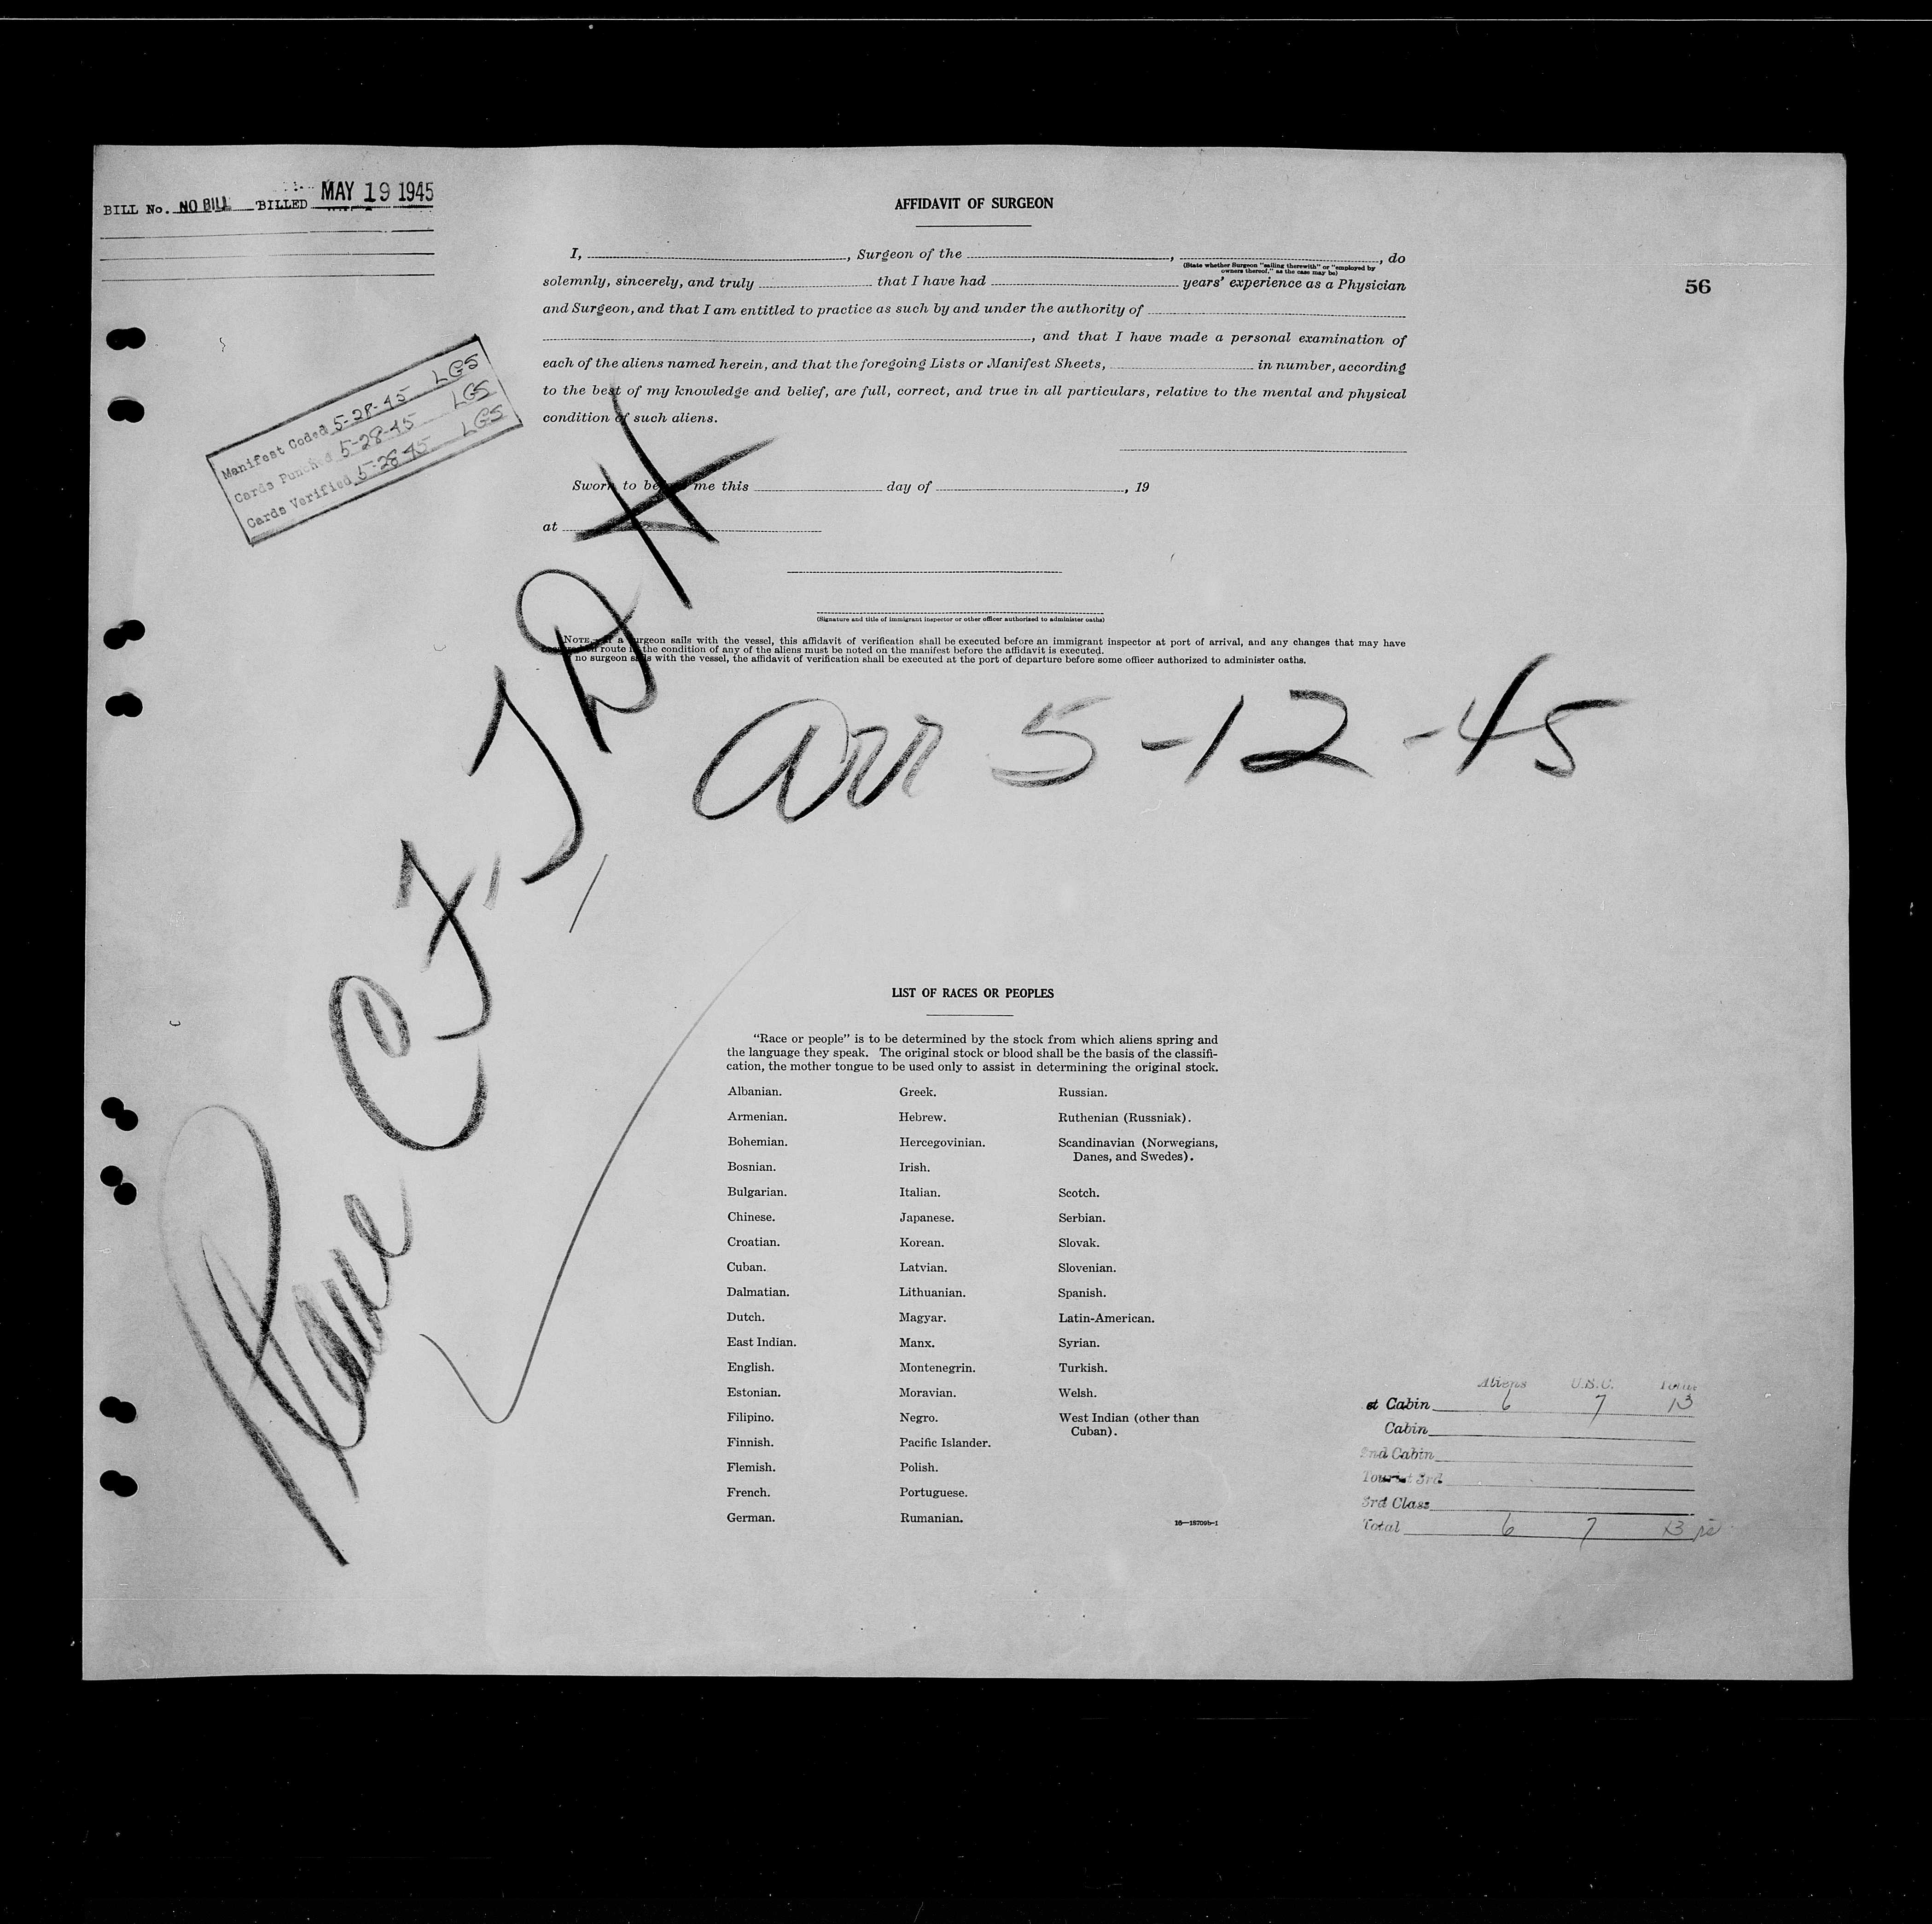 BILL No. NO BILL BILLED MAY 19 1945
AFFIDAVIT OF SURGEON
I, , Surgeon of the , , do
(State whether Surgeon "sailing therewith" or "employed by
owners thereof," as the case may be)
solemnly, sincerely, and truly that I have had years' experience as a Physician
56
and Surgeon, and that I am entitled to practice as such by and under the authority of
, and that I have made a personal examination of
each of the aliens named herein, and that the foregoing Lists or Manifest Sheets, in number, according
to the best of my knowledge and belief, are full, correct, and true in all particulars, relative to the mental and physical
condition of such aliens.
Manifest Coded 5-28-45 LGS
Cards Punched 5-28-45 LGS
Cards Verified 5-28-45 LGS
Sworn to before me this day of , 19
at
(Signature and title of immigrant inspector or other officer authorized to administer oaths)
NOTE.—If a surgeon sails with the vessel, this affidavit of verification shall be executed before an immigrant inspector at port of arrival, and any changes that may have
route in the condition of any of the aliens must be noted on the manifest before the affidavit is executed.
If no surgeon sails with the vessel, the affidavit of verification shall be executed at the port of departure before some officer authorized to administer oaths.
Plane CF, TDH
arr 5-12-45
LIST OF RACES OR PEOPLES
"Race or people" is to be determined by the stock from which aliens spring and
the language they speak. The original stock or blood shall be the basis of the classifi-
cation, the mother tongue to be used only to assist in determining the original stock.
Albanian.
Armenian.
Bohemian.
Bosnian.
Bulgarian.
Chinese.
Croatian.
Cuban.
Dalmatian.
Dutch.
East Indian.
English.
Estonian.
Filipino.
Finnish.
Flemish.
French.
German.
Greek.
Hebrew.
Hercegovinian.
Irish.
Italian.
Japanese.
Korean.
Latvian.
Lithuanian.
Magyar.
Manx.
Montenegrin.
Moravian.
Negro.
Pacific Islander.
Polish.
Portuguese.
Rumanian.
Russian.
Ruthenian (Russniak).
Scandinavian (Norwegians,
Danes, and Swedes).
Scotch.
Serbian.
Slovak.
Slovenian.
Spanish.
Latin-American.
Syrian.
Turkish.
Welsh.
West Indian (other than
Cuban).
16—18709b-1
Aliens U.S.C. Total
st Cabin 6 7 13
Cabin
2nd Cabin
Tourist 3rd
3rd Class
Total 6 7 13